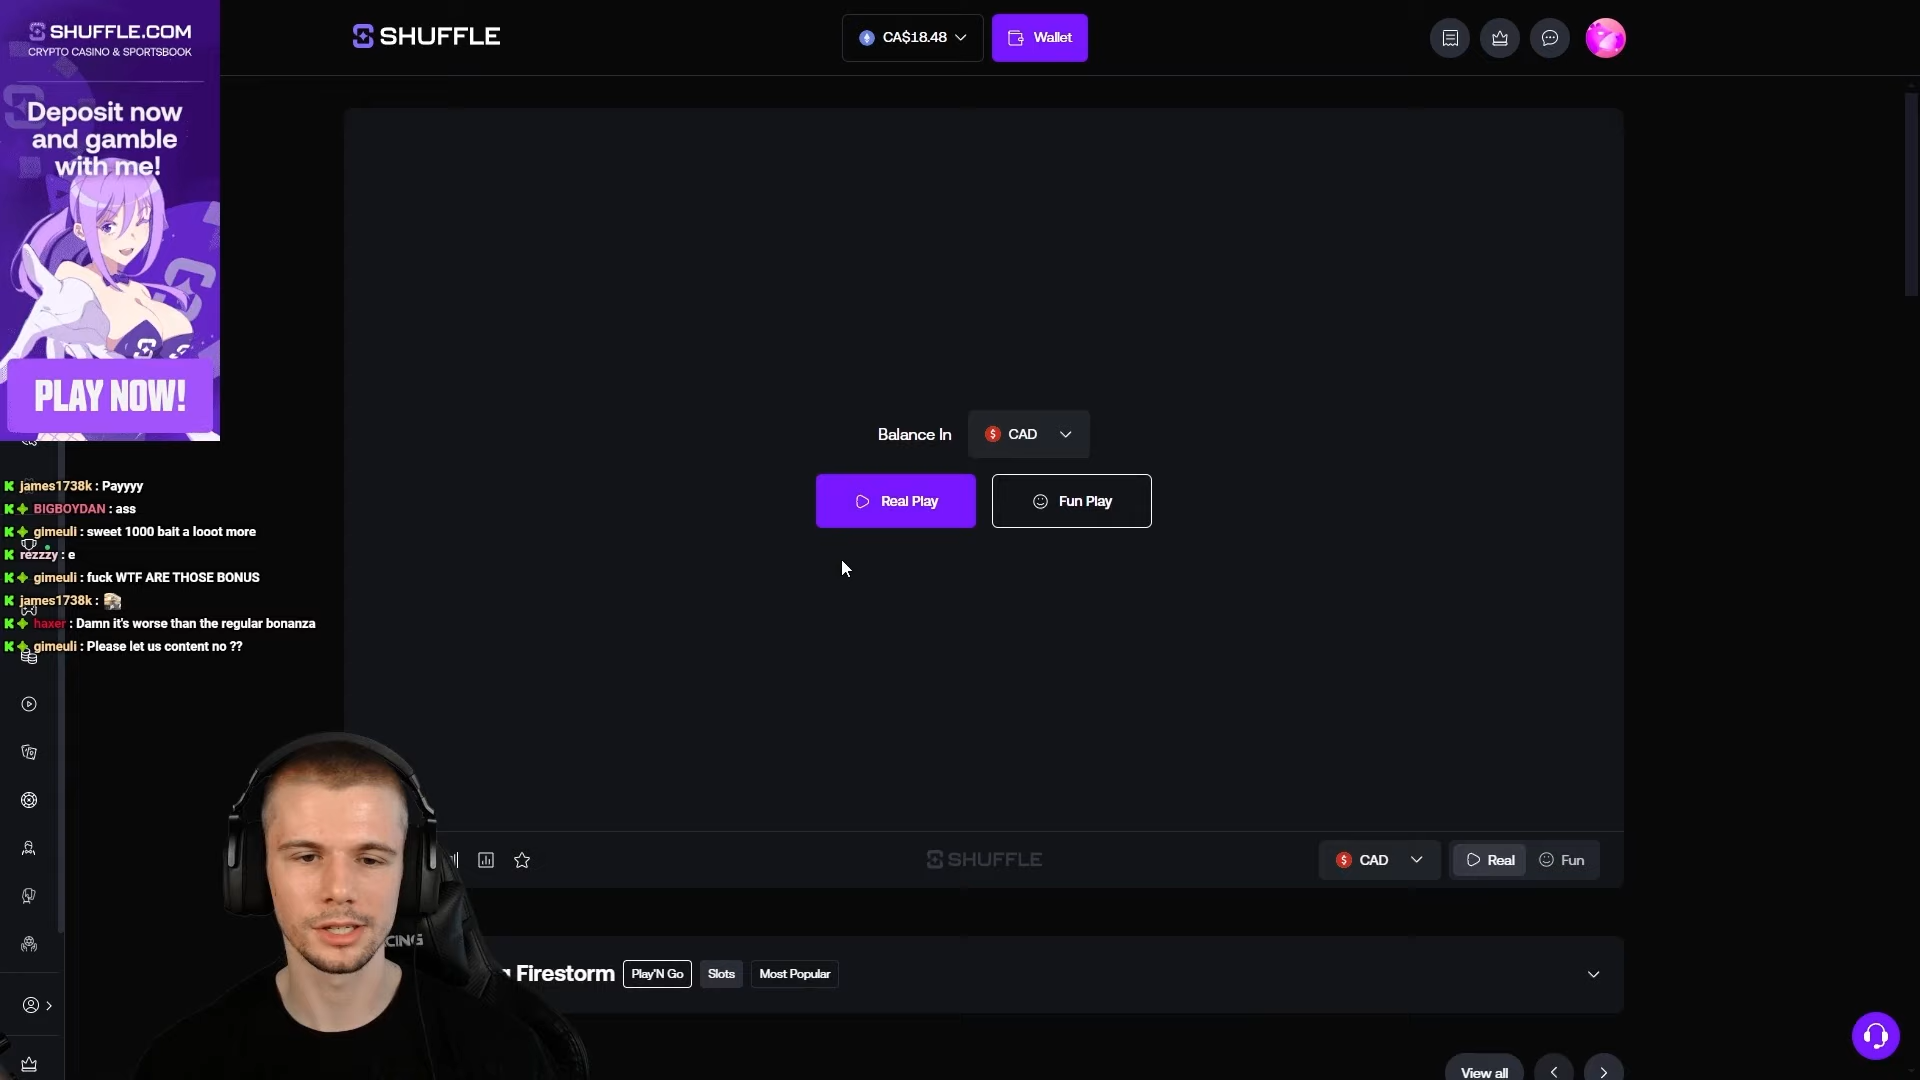 SHUFFLE.COM
CRYPTO CASINO & SPORTSBOOK
Deposit now
and gamble
with me!
PLAY NOW!
SHUFFLE
CA$18.48
Wallet
Balance In
CAD
Real Play
Fun Play
james1738k : Payyyy
BIGBOYDAN : ass
gimeuli : sweet 1000 bait a looot more
rezzzy : e
gimeuli : fuck WTF ARE THOSE BONUS
james1738k :
haxer : Damn it's worse than the regular bonanza
gimeuli : Please let us content no ??
SHUFFLE
CAD
Real
Fun
CING
Firestorm
Play'N Go
Slots
Most Popular
View all